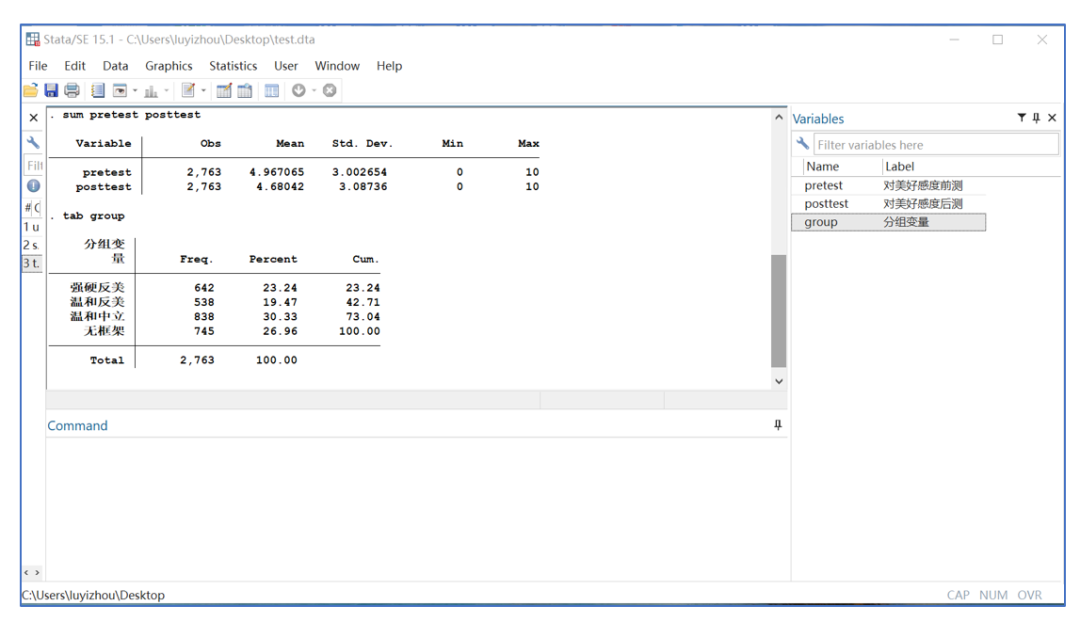 Stata/SE 15.1 - C:\Users\luyizhou\Desktop\test.dta
File Edit Data Graphics Statistics User Window Help
. sum pretest posttest
Variable Obs Mean Std. Dev. Min Max
pretest 2,763 4.967065 3.002654 0 10
posttest 2,763 4.68042 3.08736 0 10
. tab group
分组变
量 Freq. Percent Cum.
强硬反美 642 23.24 23.24
温和反美 538 19.47 42.71
温和中立 838 30.33 73.04
无框架 745 26.96 100.00
Total 2,763 100.00
Filt
# C
1 u
2 s.
3 t.
Variables
Filter variables here
Name Label
pretest 对美好感度前测
posttest 对美好感度后测
group 分组变量
Command
C:\Users\luyizhou\Desktop
CAP NUM OVR